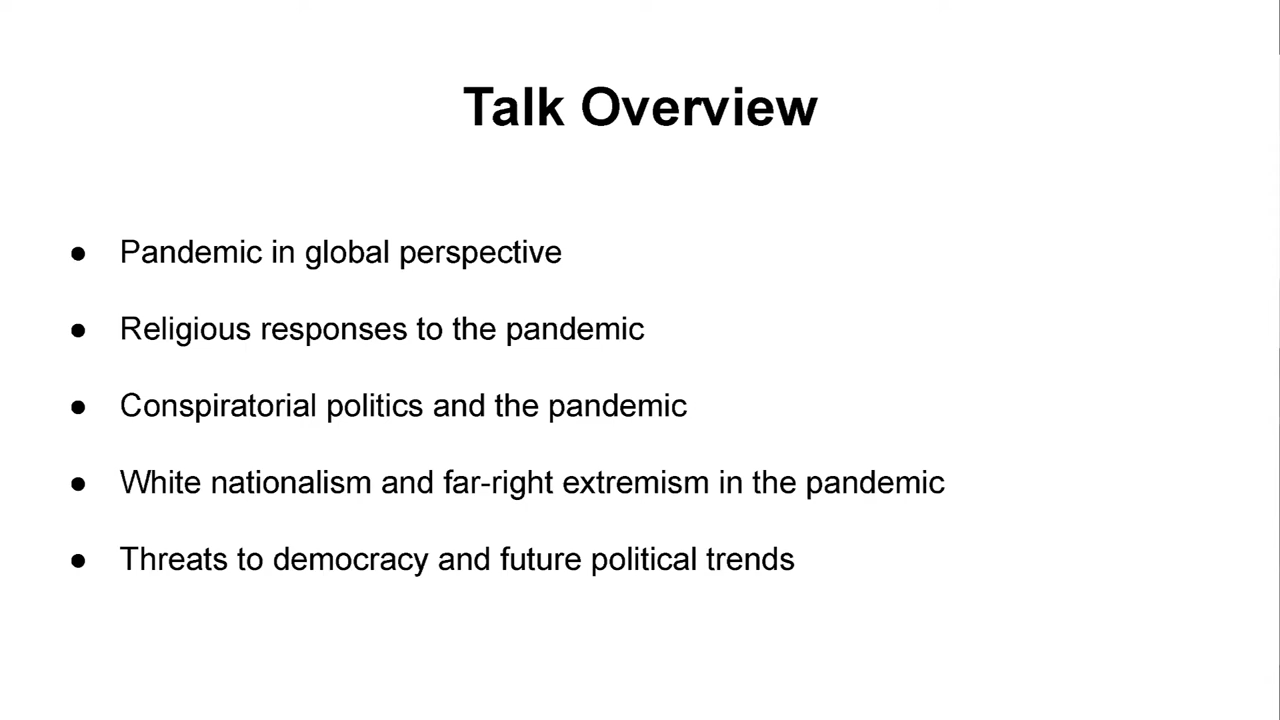 Talk Overview
● Pandemic in global perspective
● Religious responses to the pandemic
● Conspiratorial politics and the pandemic
● White nationalism and far-right extremism in the pandemic
● Threats to democracy and future political trends